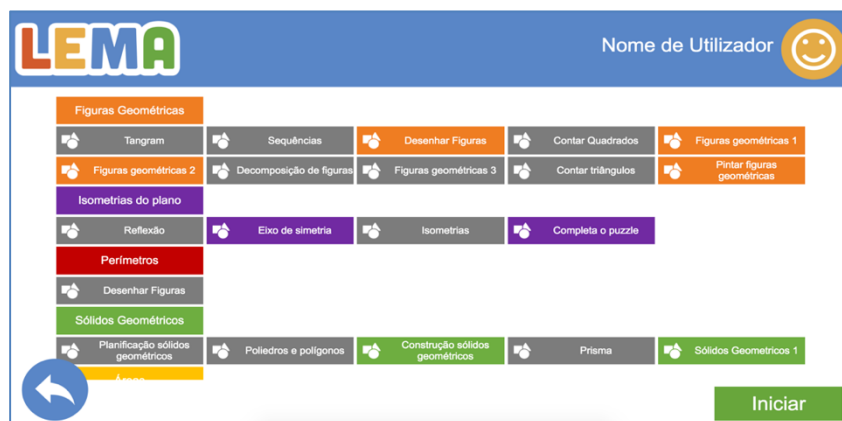 LEMA
Nome de Utilizador
Figuras Geométricas
Tangram
Sequências
Desenhar Figuras
Contar Quadrados
Figuras geométricas 1
Figuras geométricas 2
Decomposição de figuras
Figuras geométricas 3
Contar triângulos
Pintar figuras
geométricas
Isometrias do plano
Reflexão
Eixo de simetria
Isometrias
Completa o puzzle
Perímetros
Desenhar Figuras
Sólidos Geométricos
Planificação sólidos
geométricos
Poliedros e polígonos
Construção sólidos
geométricos
Prisma
Sólidos Geometricos 1
Iniciar